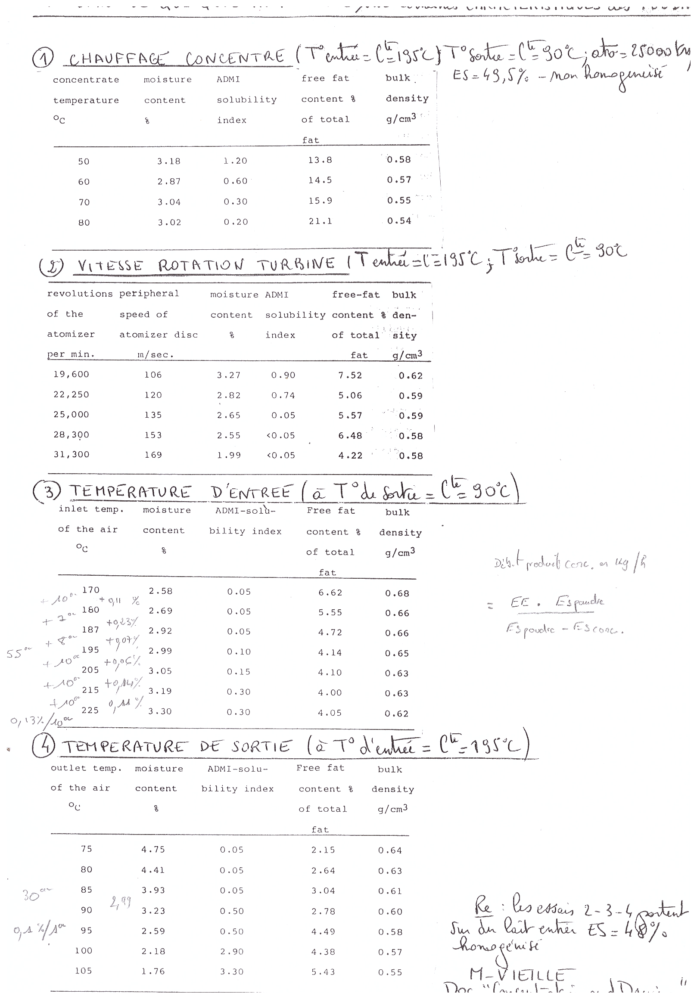 ① CHAUFFAGE CONCENTRE (T° entrée = Cte = 195°C) T° Sortie = Cte = 90°C; ato = 25000
ES = 49,5% - non homogeneisé
concentrate moisture ADMI free fat bulk
temperature content solubility content % density
°C % index of total g/cm3
fat
50 3.18 1.20 13.8 0.58
60 2.87 0.60 14.5 0.57
70 3.04 0.30 15.9 0.55
80 3.02 0.20 21.1 0.54
② VITESSE ROTATION TURBINE (T entrée = C = 195°C; T° Sortie = Cte = 90°C
revolutions peripheral moisture ADMI free-fat bulk
of the speed of content solubility content % den-
atomizer atomizer disc % index of total sity
per min. m/sec. fat g/cm3
19,600 106 3.27 0.90 7.52 0.62
22,250 120 2.82 0.74 5.06 0.59
25,000 135 2.65 0.05 5.57 0.59
28,300 153 2.55 <0.05 6.48 0.58
31,300 169 1.99 <0.05 4.22 0.58
③ TEMPERATURE D'ENTREE (à T° de Sortie = Cte = 90°C)
inlet temp. moisture ADMI-solu- Free fat bulk
of the air content bility index content % density
°C % of total g/cm3
fat
Débit produit conc. en Kg/h
= EE . ES poudre
ES poudre - ES conc.
170 2.58 0.05 6.62 0.68
+ 10°C + 0,11 %
180 2.69 0.05 5.55 0.66
+ 7°C +0,23%
187 2.92 0.05 4.72 0.66
+ 8°C +0,07%
55°C 195 2.99 0.10 4.14 0.65
+ 10°C +0,06%
205 3.05 0.15 4.10 0.63
+ 10°C +0,14%
215 3.19 0.30 4.00 0.63
+ 10°C 0,11 %
225 3.30 0.30 4.05 0.62
0,13%/10°C
④ TEMPERATURE DE SORTIE (à T° d'entrée = Cte = 195°C)
outlet temp. moisture ADMI-solu- Free fat bulk
of the air content bility index content % density
°C % of total g/cm3
fat
75 4.75 0.05 2.15 0.64
80 4.41 0.05 2.64 0.63
30°C 85 3.93 0.05 3.04 0.61
2,99
90 3.23 0.50 2.78 0.60
0,1 %/1°C 95 2.59 0.50 4.49 0.58
100 2.18 2.90 4.38 0.57
105 1.76 3.30 5.43 0.55
Re : les essais 2-3-4 portent
sur du lait entier ES = 48%
homogénisé
M-VIEILLE